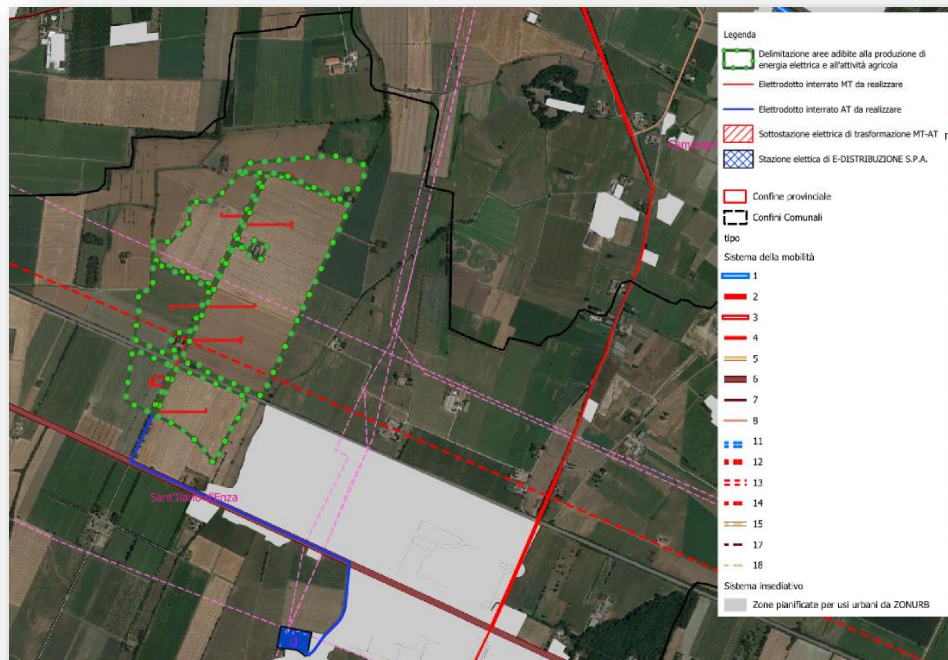 Legenda
Delimitazione aree adibite alla produzione di
energia elettrica e all'attività agricola
Elettrodotto interrato MT da realizzare
Elettrodotto interrato AT da realizzare
Sottostazione elettrica di trasformazione MT-AT
Stazione elettica di E-DISTRIBUZIONE S.P.A.
Confine provinciale
Confini Comunali
tipo
Sistema della mobilità
1
2
3
4
5
6
7
8
11
12
13
14
15
17
18
Sistema insediativo
Zone pianificate per usi urbani da ZONURB
Sant'Ilario d'Enza